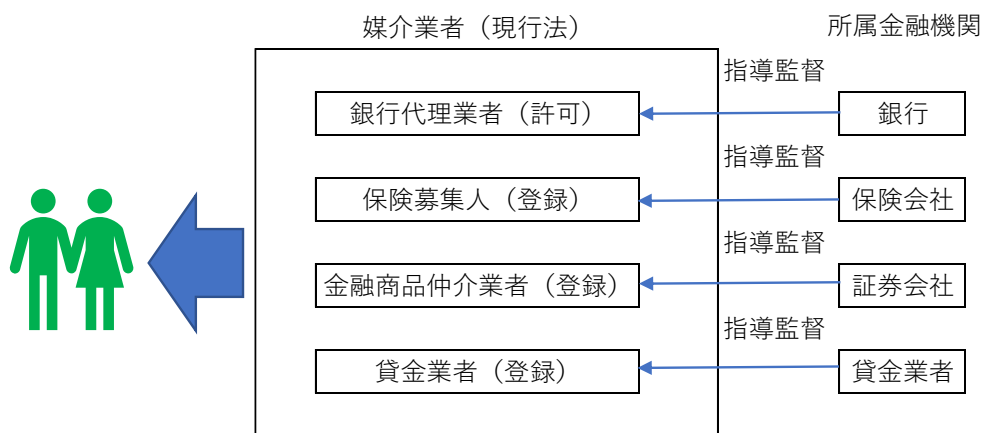 媒介業者（現行法）
所属金融機関
指導監督
銀行代理業者（許可）
銀行
指導監督
保険募集人（登録）
保険会社
指導監督
金融商品仲介業者（登録）
証券会社
指導監督
貸金業者（登録）
貸金業者